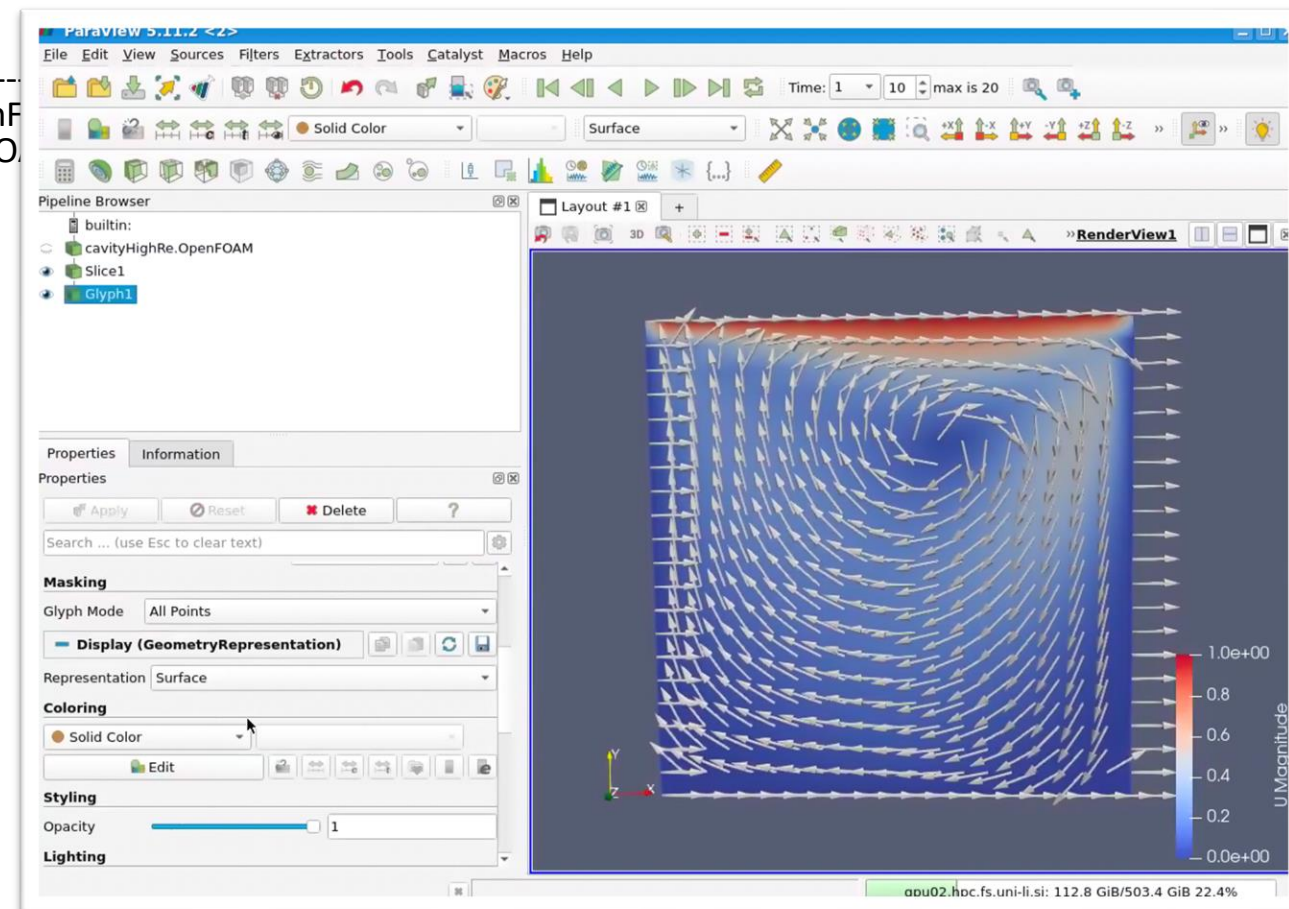 ParaView 5.11.2 <2>
File Edit View Sources Filters Extractors Tools Catalyst Macros Help
Time: 1 10 max is 20
Solid Color Surface
+X -X +Y -Y +Z -Z » »
{...}
Pipeline Browser
builtin:
cavityHighRe.OpenFOAM
Slice1
Glyph1
Layout #1 +
3D »RenderView1
Properties Information
Properties
Apply Reset Delete ?
Search ... (use Esc to clear text)
Masking
Glyph Mode All Points
Display (GeometryRepresentation)
Representation Surface
Coloring
Solid Color
Edit
Styling
Opacity 1
Lighting
Y
Z X
1.0e+00
0.8
0.6
0.4
0.2
0.0e+00
U Magnitude
gpu02.hpc.fs.uni-lj.si: 112.8 GiB/503.4 GiB 22.4%